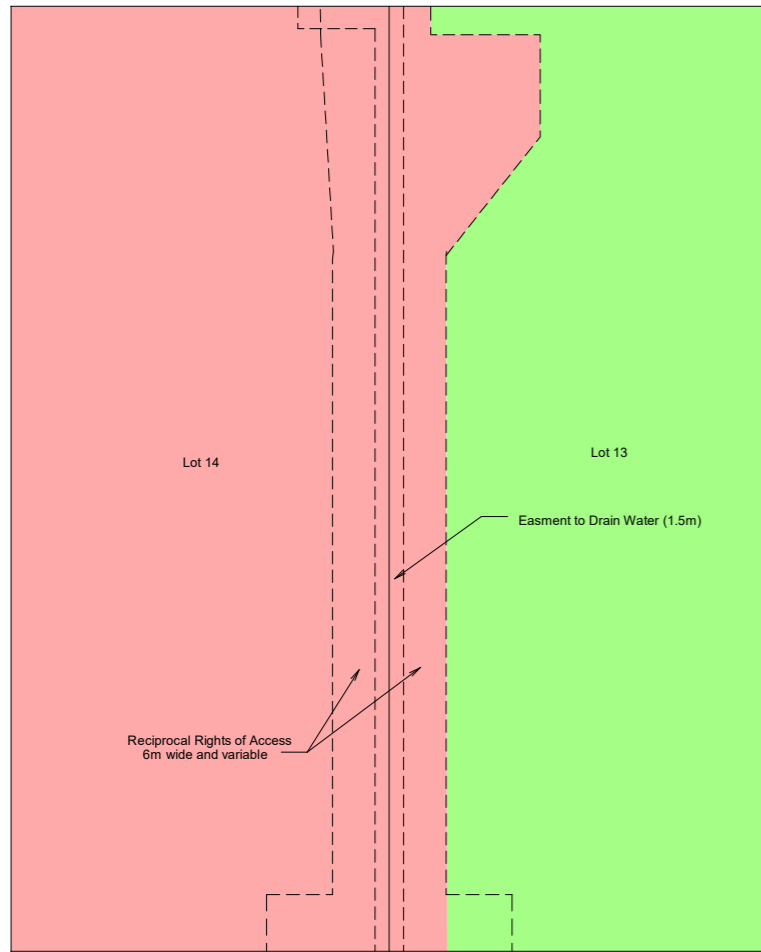 Lot 14
Lot 13
Easment to Drain Water (1.5m)
Reciprocal Rights of Access
6m wide and variable